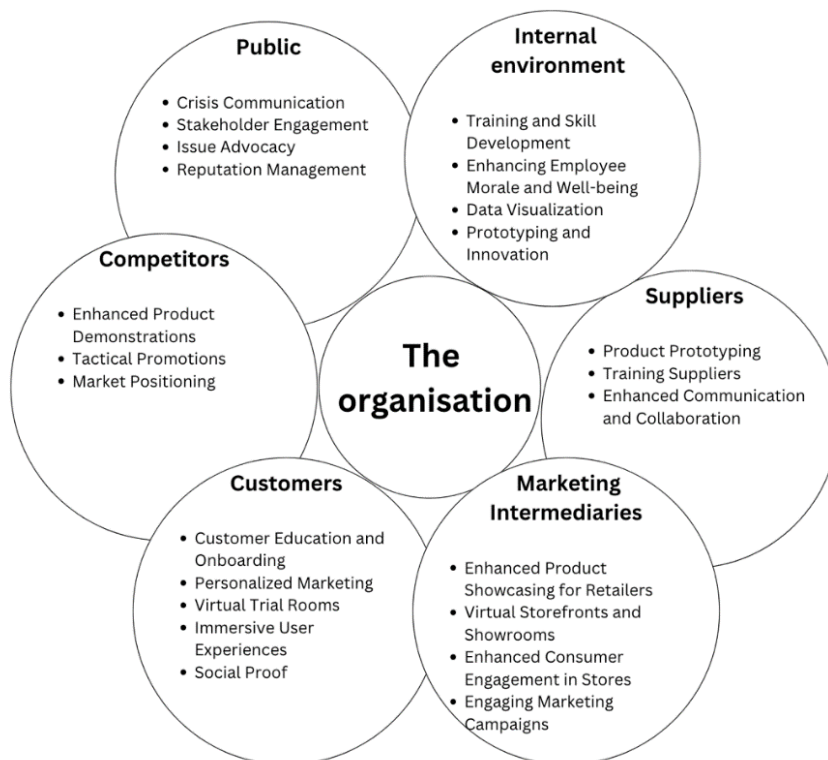 Public
• Crisis Communication
• Stakeholder Engagement
• Issue Advocacy
• Reputation Management
Internal
environment
• Training and Skill
Development
• Enhancing Employee
Morale and Well-being
• Data Visualization
• Prototyping and
Innovation
Competitors
• Enhanced Product
Demonstrations
• Tactical Promotions
• Market Positioning
The
organisation
Suppliers
• Product Prototyping
• Training Suppliers
• Enhanced Communication
and Collaboration
Customers
• Customer Education and
Onboarding
• Personalized Marketing
• Virtual Trial Rooms
• Immersive User
Experiences
• Social Proof
Marketing
Intermediaries
• Enhanced Product
Showcasing for Retailers
• Virtual Storefronts and
Showrooms
• Enhanced Consumer
Engagement in Stores
• Engaging Marketing
Campaigns